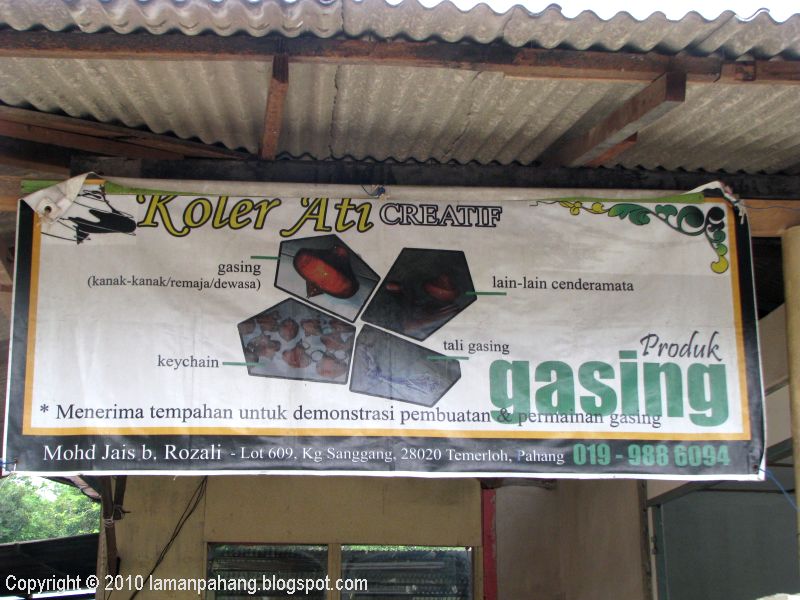 Koler Ati CREATIF
gasing
(kanak-kanak/remaja/dewasa)
lain-lain cenderamata
keychain
tali gasing
Produk
gasing
* Menerima tempahan untuk demonstrasi pembuatan & permainan gasing
Mohd Jais b. Rozali - Lot 609, Kg Sanggang, 28020 Temerloh, Pahang 019 - 988 6094
Copyright © 2010 lamanpahang.blogspot.com